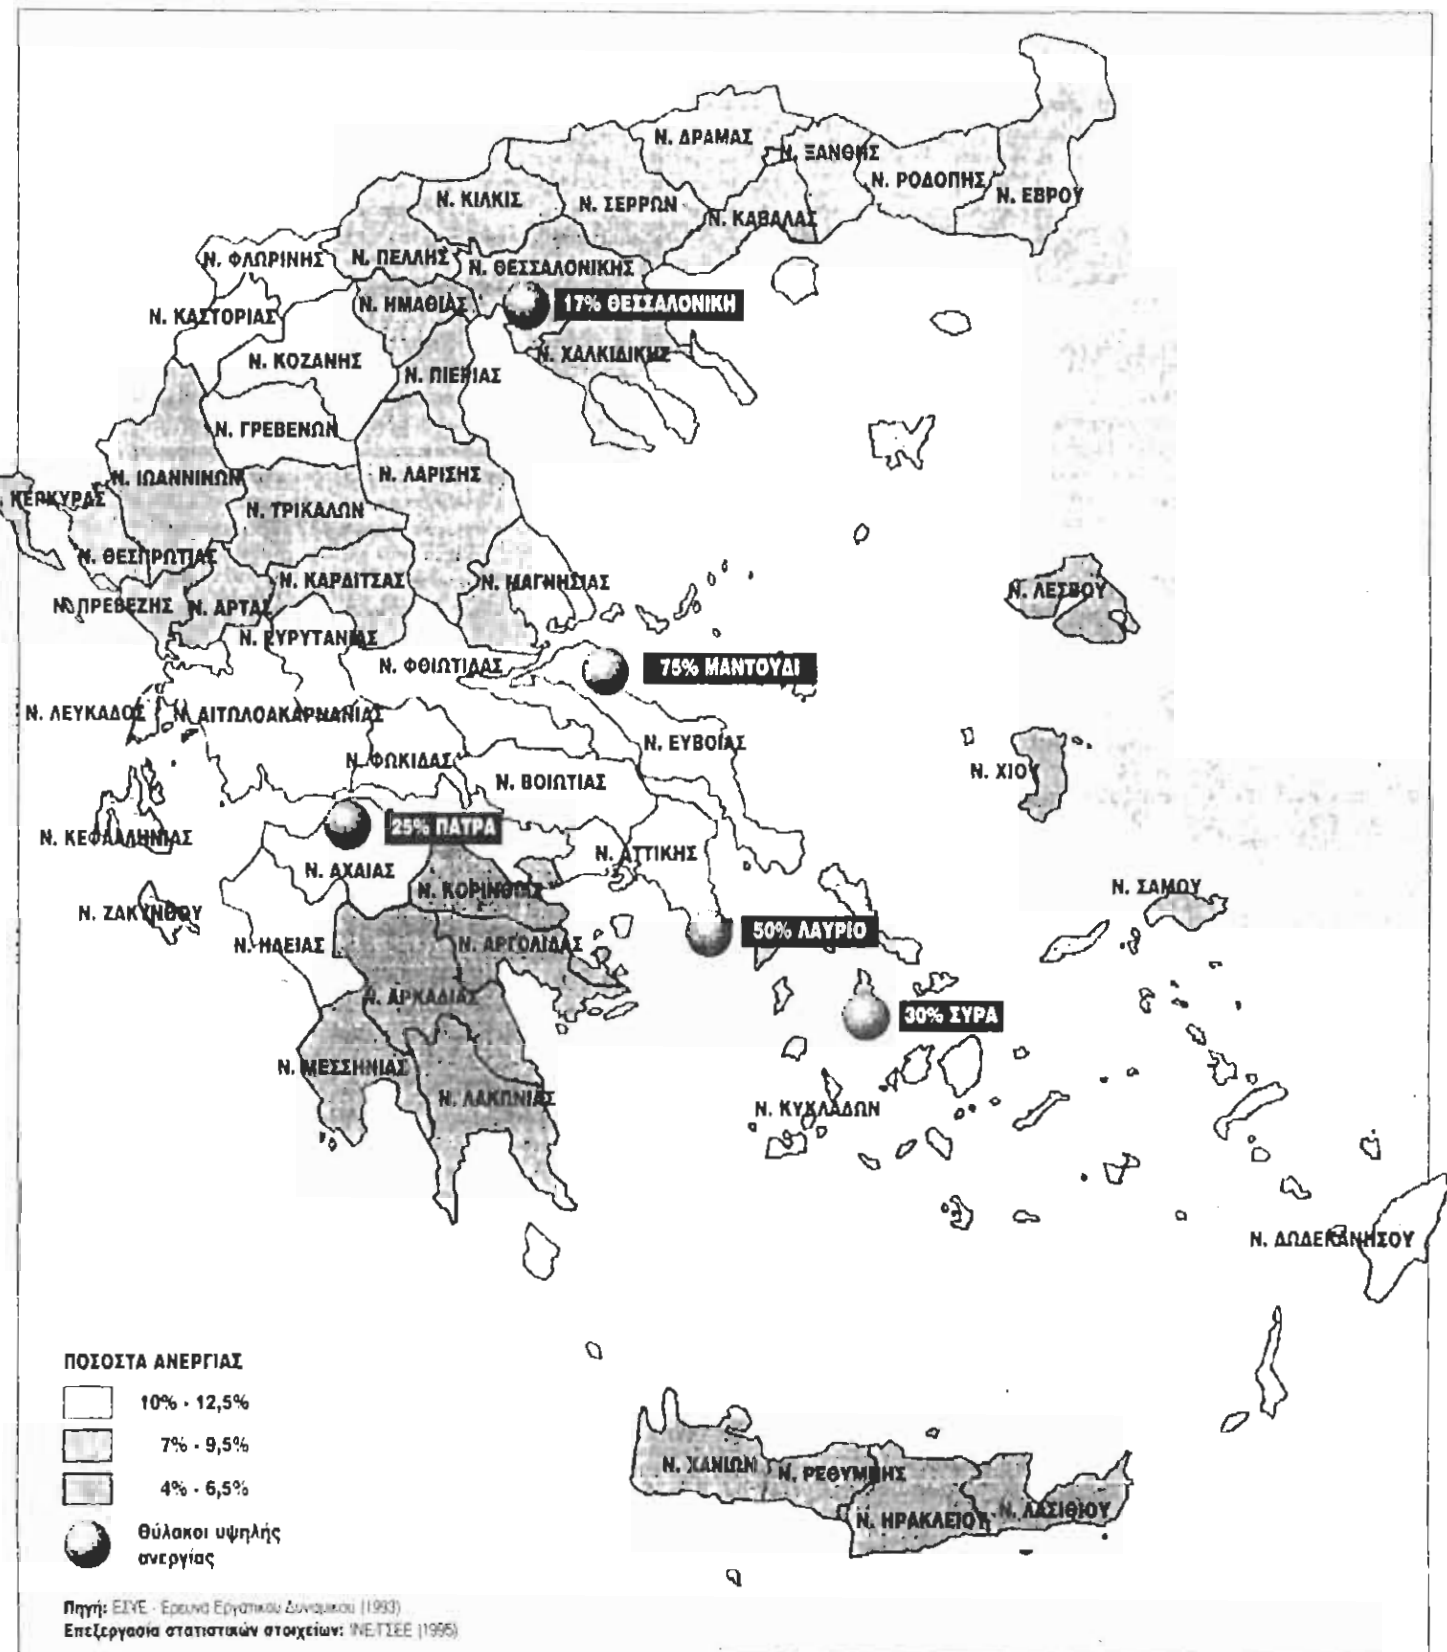 Ν. ΔΡΑΜΑΣ
Ν. ΞΑΝΘΗΣ
Ν. ΡΟΔΟΠΗΣ
Ν. ΕΒΡΟΥ
Ν. ΚΙΛΚΙΣ
Ν. ΣΕΡΡΩΝ
Ν. ΚΑΒΑΛΑΣ
Ν. ΦΛΩΡΙΝΗΣ
Ν. ΠΕΛΛΗΣ
Ν. ΘΕΣΣΑΛΟΝΙΚΗΣ
Ν. ΚΑΣΤΟΡΙΑΣ
Ν. ΗΜΑΘΙΑΣ
17% ΘΕΣΣΑΛΟΝΙΚΗ
Ν. ΚΟΖΑΝΗΣ
Ν. ΠΙΕΡΙΑΣ
Ν. ΧΑΛΚΙΔΙΚΗΣ
Ν. ΓΡΕΒΕΝΩΝ
Ν. ΙΩΑΝΝΙΝΩΝ
Ν. ΛΑΡΙΣΗΣ
. ΚΕΡΚΥΡΑΣ
Ν. ΤΡΙΚΑΛΩΝ
Ν. ΘΕΣΠΡΩΤΙΑΣ
Ν. ΚΑΡΔΙΤΣΑΣ
Ν. ΜΑΓΝΗΣΙΑΣ
Ν. ΛΕΣΒΟΥ
Ν. ΠΡΕΒΕΖΗΣ
Ν. ΑΡΤΑΣ
Ν. ΕΥΡΥΤΑΝΙΑΣ
Ν. ΦΘΙΩΤΙΔΑΣ
75% ΜΑΝΤΟΥΔΙ
Ν. ΛΕΥΚΑΔΟΣ
Ν. ΑΙΤΩΛΟΑΚΑΡΝΑΝΙΑΣ
Ν. ΦΩΚΙΔΑΣ
Ν. ΕΥΒΟΙΑΣ
Ν. ΒΟΙΩΤΙΑΣ
Ν. ΧΙΟΥ
Ν. ΚΕΦΑΛΛΗΝΙΑΣ
25% ΠΑΤΡΑ
Ν. ΑΤΤΙΚΗΣ
Ν. ΑΧΑΙΑΣ
Ν. ΚΟΡΙΝΘΙΑΣ
Ν. ΣΑΜΟΥ
Ν. ΖΑΚΥΝΘΟΥ
50% ΛΑΥΡΙΟ
Ν. ΗΛΕΙΑΣ
Ν. ΑΡΓΟΛΙΔΑΣ
Ν. ΑΡΚΑΔΙΑΣ
30% ΣΥΡΑ
Ν. ΜΕΣΣΗΝΙΑΣ
Ν. ΛΑΚΩΝΙΑΣ
Ν. ΚΥΚΛΑΔΩΝ
Ν. ΔΩΔΕΚΑΝΗΣΟΥ
ΠΟΣΟΣΤΑ ΑΝΕΡΓΙΑΣ
10% - 12,5%
7% - 9,5%
4% - 6,5%
Θύλακοι υψηλής
ανεργίας
Ν. ΧΑΝΙΩΝ
Ν. ΡΕΘΥΜΝΗΣ
Ν. ΗΡΑΚΛΕΙΟΥ
Ν. ΛΑΣΙΘΙΟΥ
Πηγή: ΕΣΥΕ - Ερευνα Εργατικου Δυναμικου (1993)
Επεξεργασία στατιστικών στοιχείων: ΙΝΕ/ΓΣΕΕ (1995)